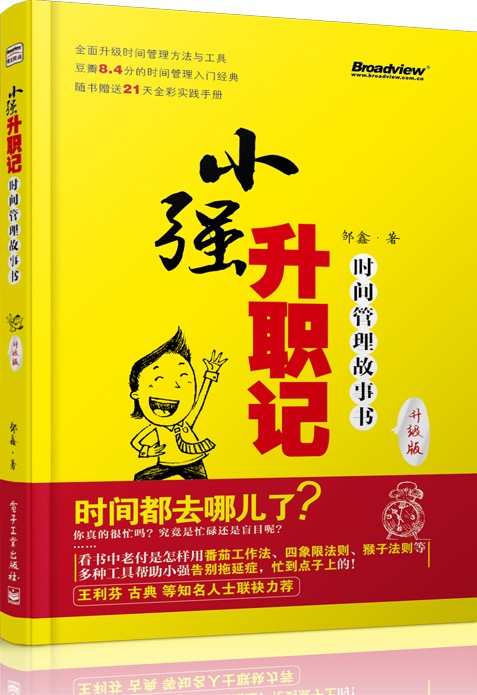 全面升级时间管理方法与工具
豆瓣8.4分的时间管理入门经典
随书赠送21天全彩实践手册
Broadview®
www.broadview.com.cn
小强
升职记
邹鑫·著
时间管理故事书
升级版
时间都去哪儿了?
你真的很忙吗? 究竟是忙碌还是盲目呢?
……
看书中老付是怎样用番茄工作法、四象限法则、猴子法则等
多种工具帮助小强告别拖延症，忙到点子上的!
王利芬 古典 等知名人士联袂力荐
小强升职记
时间管理故事书
升级版
邹鑫·著
电子工业出版社